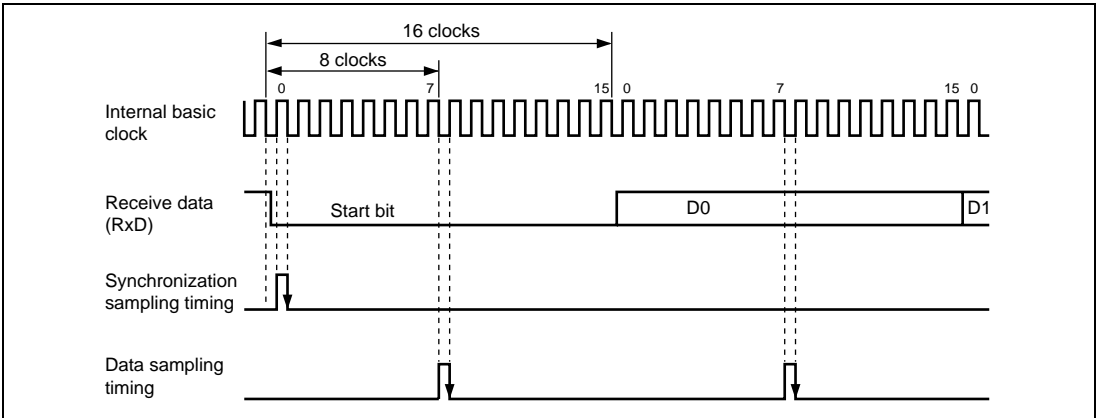 16 clocks
8 clocks
0 7 15 0 7 15 0
Internal basic
clock
Receive data
(RxD)
Start bit D0 D1
Synchronization
sampling timing
Data sampling
timing